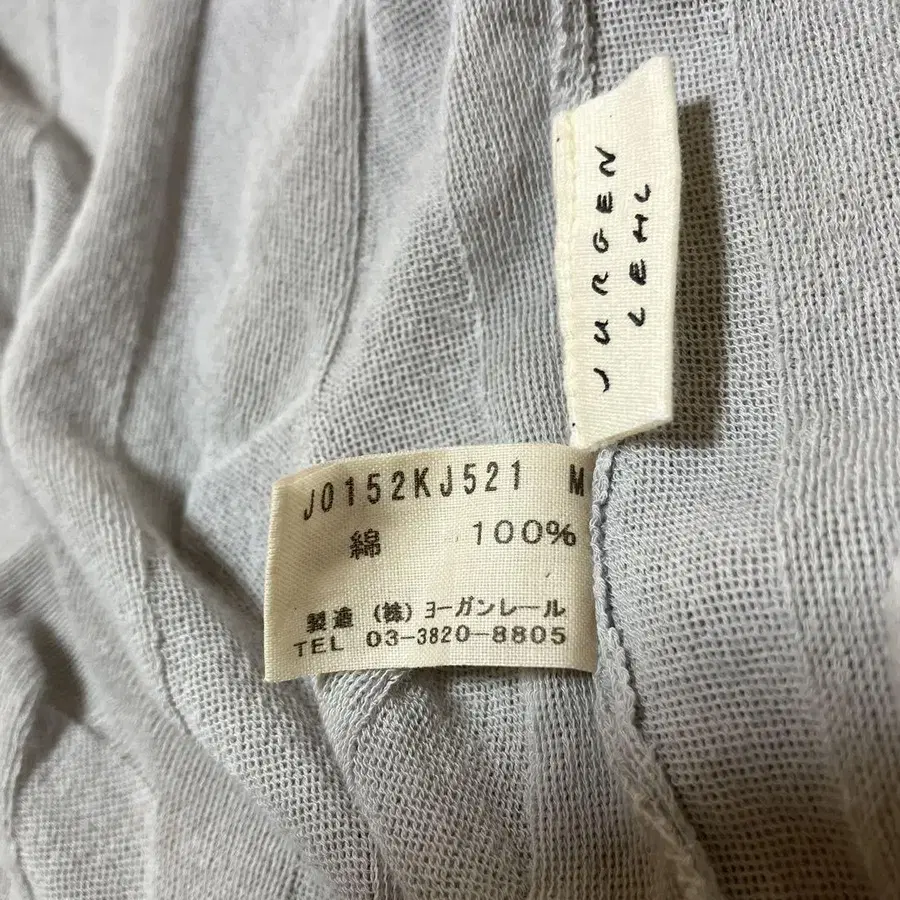 JURGEN
LEHL
J0152KJ521 M
綿 100%
製造 (株) ヨーガンレール
TEL 03-3820-8805